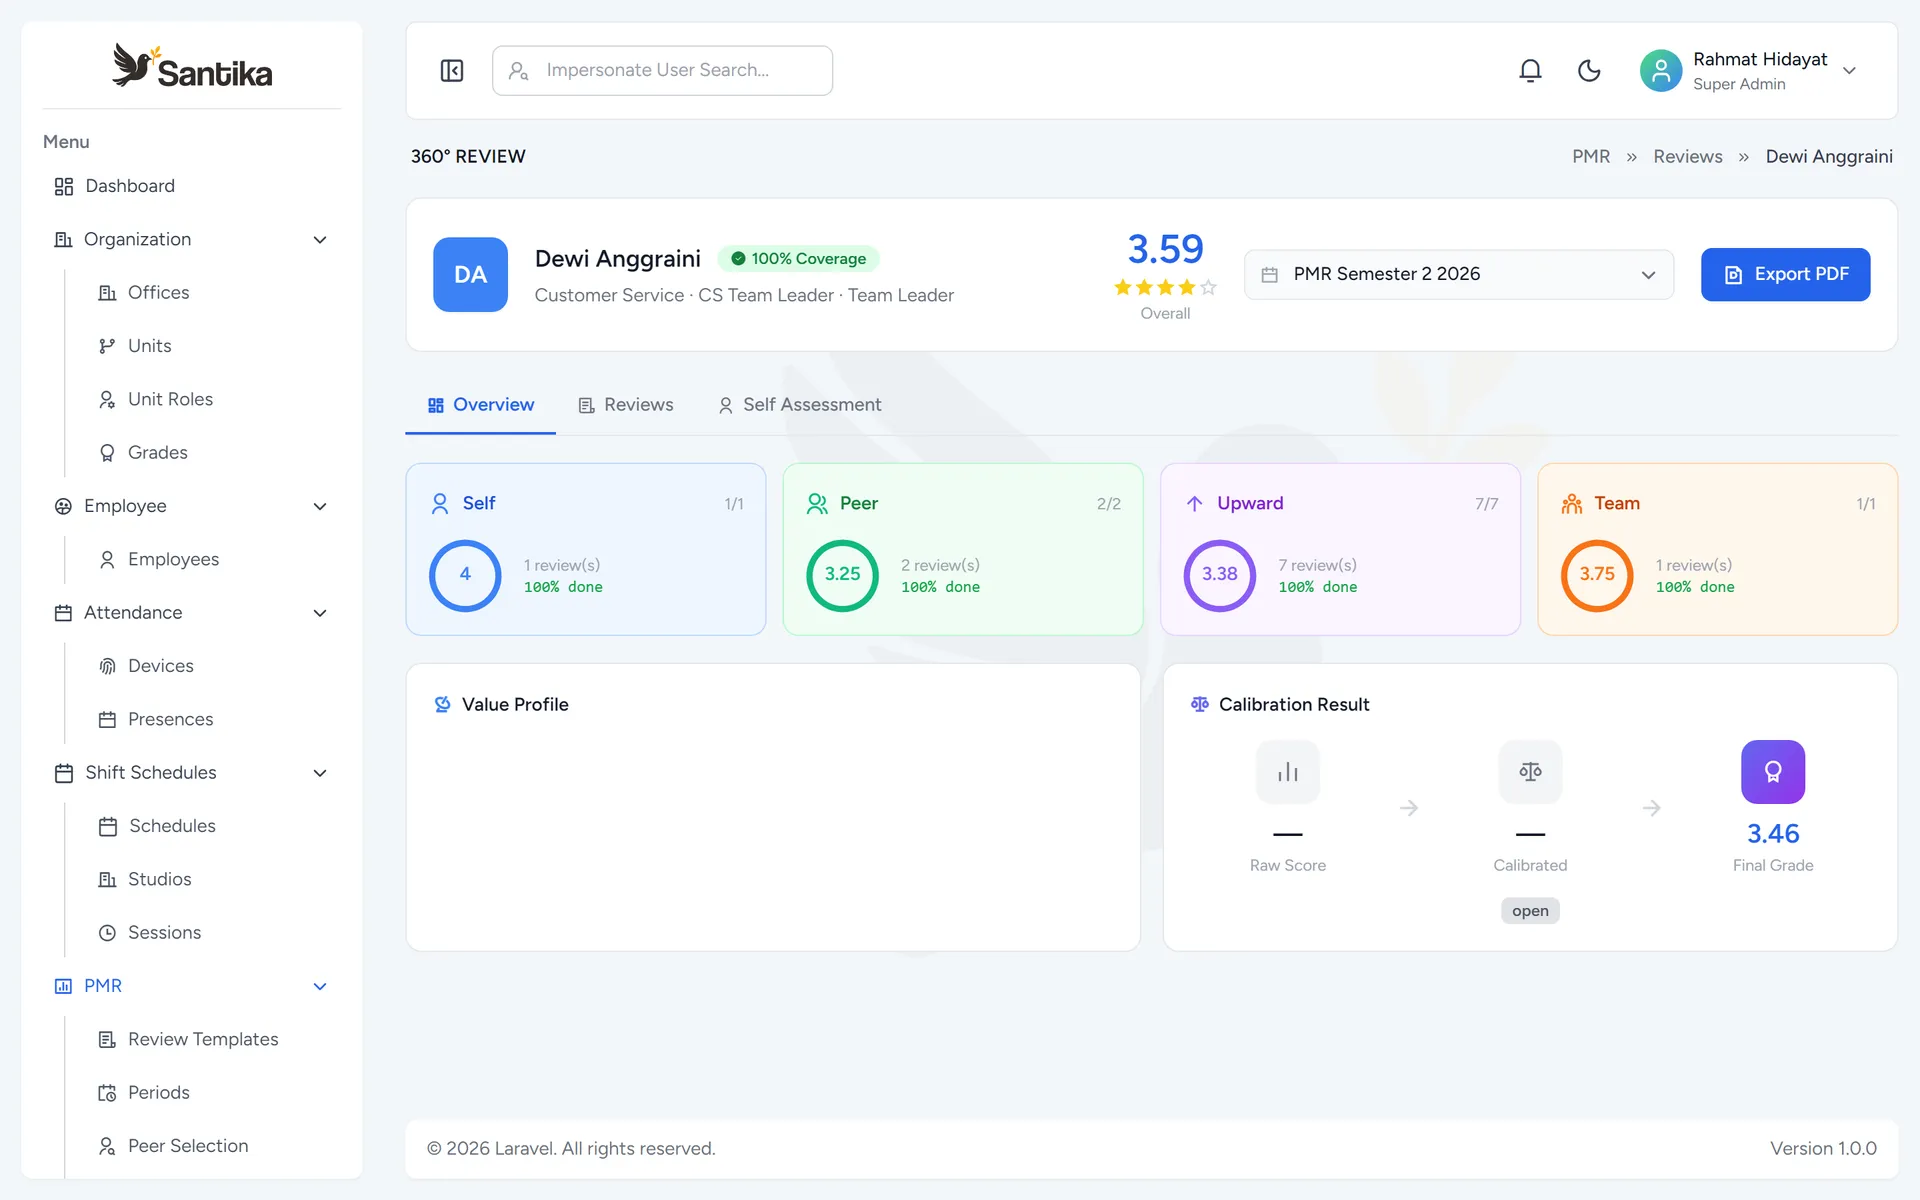 Santika
Menu
Dashboard
Organization
Offices
Units
Unit Roles
Grades
Employee
Employees
Attendance
Devices
Presences
Shift Schedules
Schedules
Studios
Sessions
PMR
Review Templates
Periods
Peer Selection
Impersonate User Search...
Rahmat Hidayat
Super Admin
360° REVIEW
PMR » Reviews » Dewi Anggraini
DA
Dewi Anggraini
100% Coverage
Customer Service · CS Team Leader · Team Leader
3.59
Overall
PMR Semester 2 2026
Export PDF
Overview
Reviews
Self Assessment
Self 1/1
4
1 review(s)
100% done
Peer 2/2
3.25
2 review(s)
100% done
Upward 7/7
3.38
7 review(s)
100% done
Team 1/1
3.75
1 review(s)
100% done
Value Profile
Calibration Result
—
Raw Score
—
Calibrated
open
3.46
Final Grade
© 2026 Laravel. All rights reserved.
Version 1.0.0